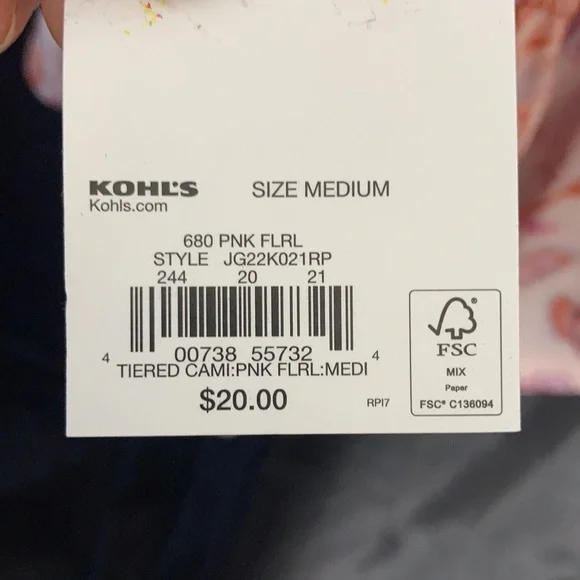 KOHL'S SIZE MEDIUM
Kohls.com
680 PNK FLRL
STYLE JG22K021RP
244 20 21
4 00738 55732 4
TIERED CAMI:PNK FLRL:MEDI
$20.00
RPI7
FSC
MIX
Paper
FSC® C136094